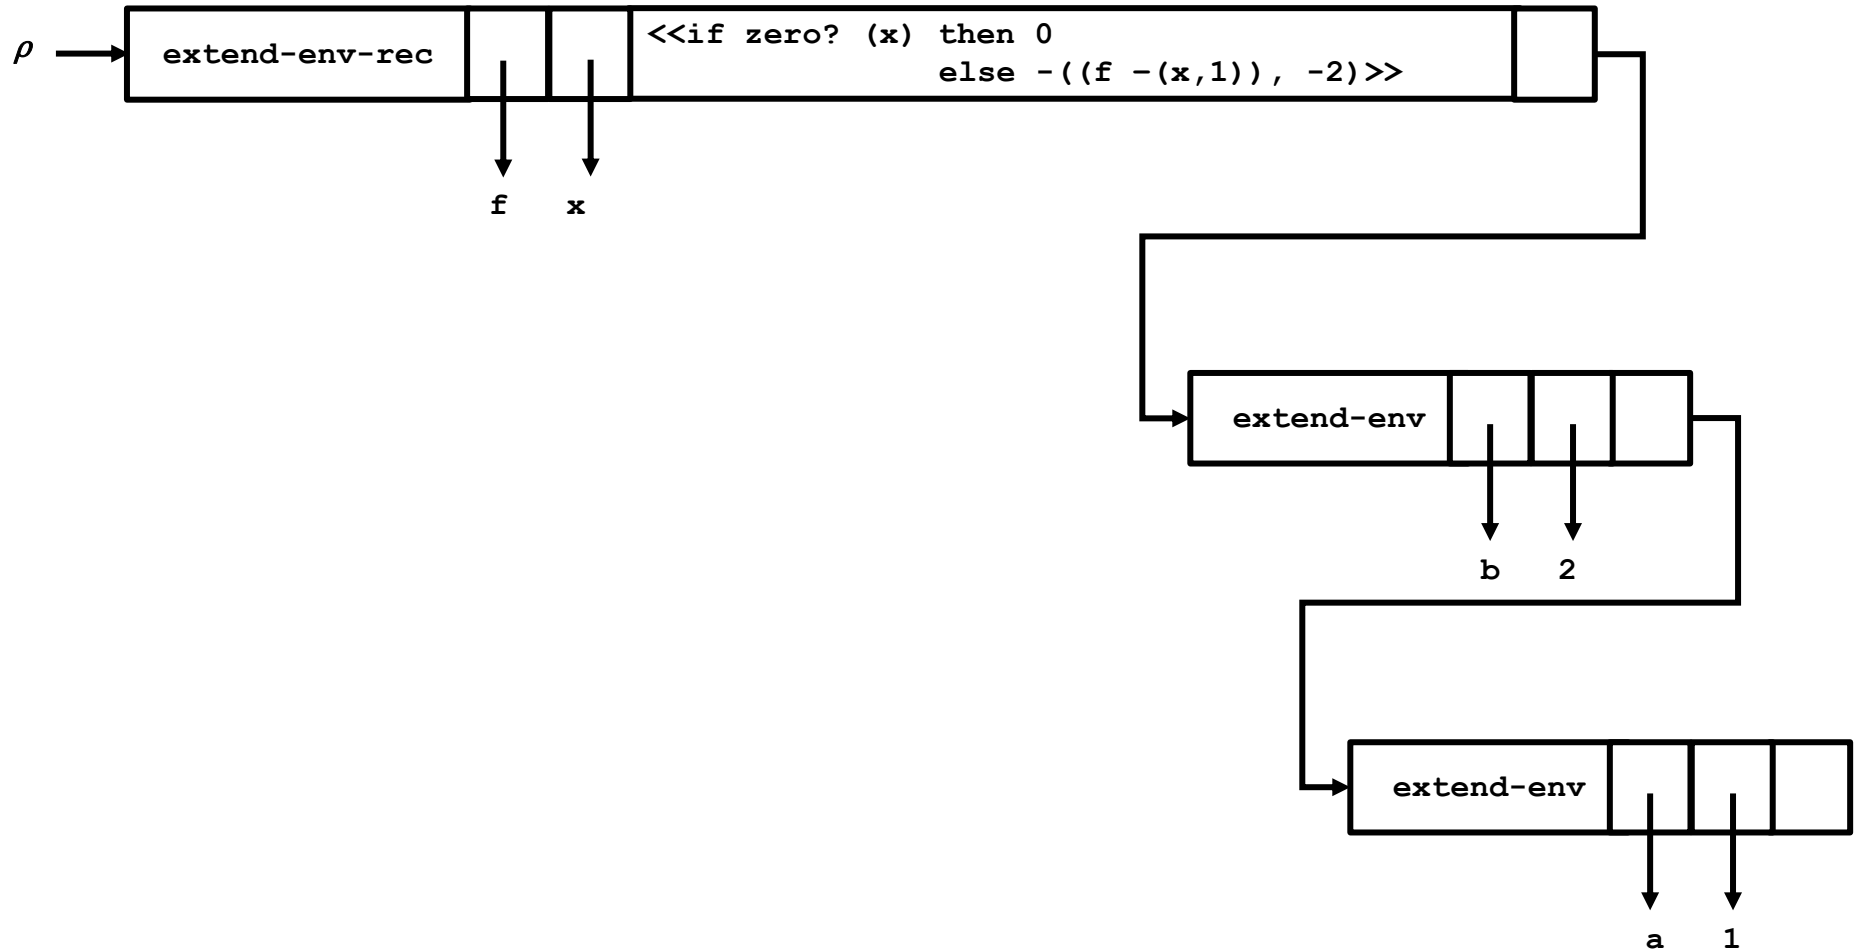 ρ
extend-env-rec
<<if zero? (x) then 0
else -((f –(x,1)), -2)>>
f x
extend-env
b 2
extend-env
a 1